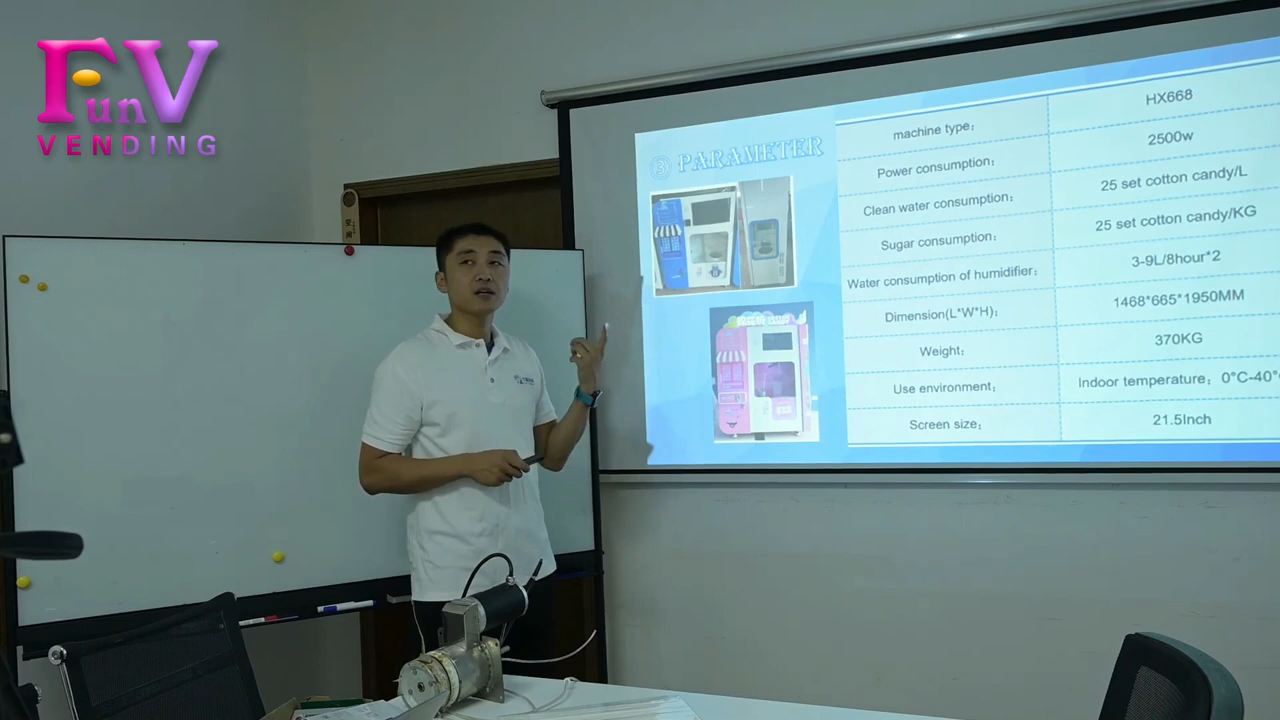 FunV
VENDING
③ PARAMETER
machine type: HX668
Power consumption: 2500w
Clean water consumption: 25 set cotton candy/L
Sugar consumption: 25 set cotton candy/KG
Water consumption of humidifier: 3-9L/8hour*2
Dimension(L*W*H): 1468*665*1950MM
Weight: 370KG
Use environment: Indoor temperature: 0°C-40°
Screen size: 21.5Inch